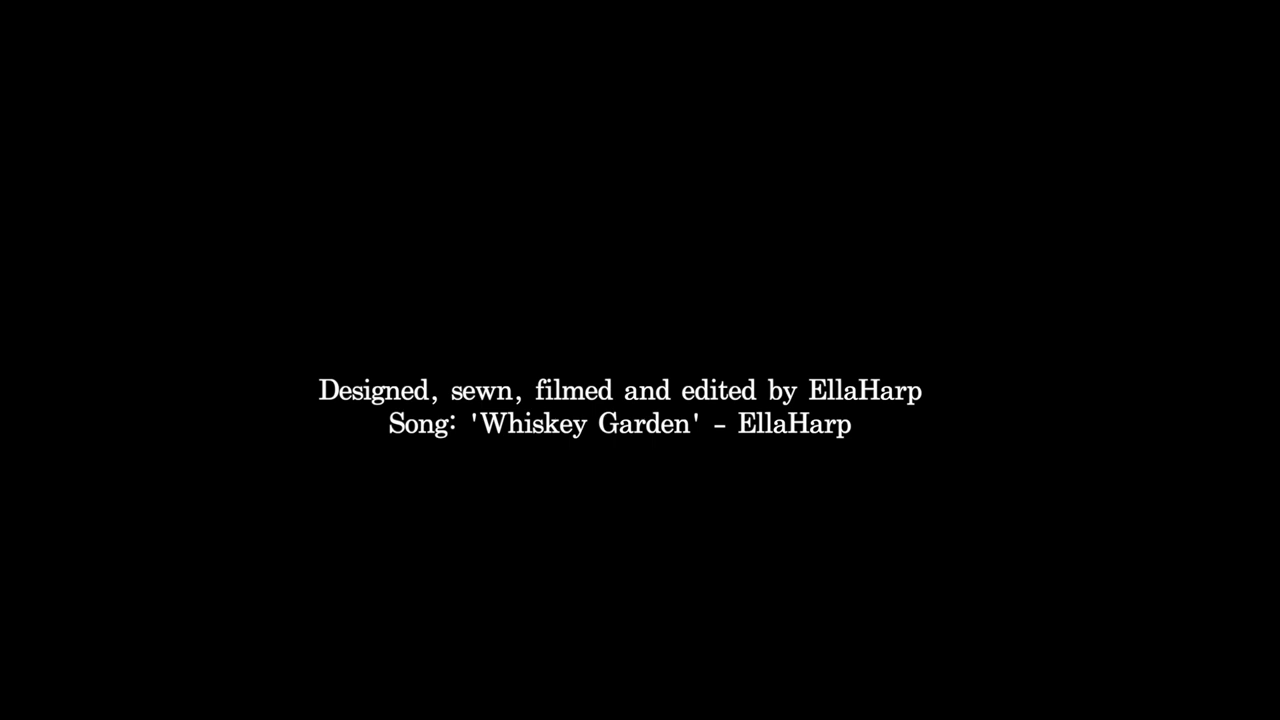 Designed, sewn, filmed and edited by EllaHarp
Song: 'Whiskey Garden' - EllaHarp